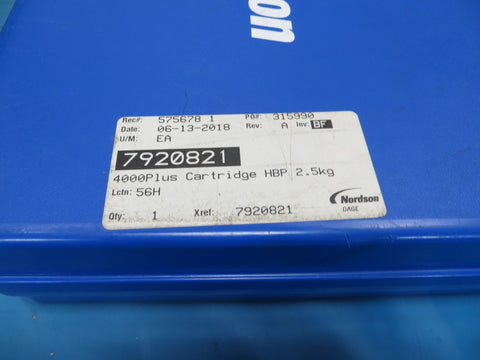 on
Rec#: 575678 1 PO#: 315990
Date: 06-13-2018 Rev: A Inv: BF
U/M: EA
7920821
4000Plus Cartridge HBP 2.5kg
Lctn: 56H
Nordson
DAGE
Qty: 1 Xref: 7920821